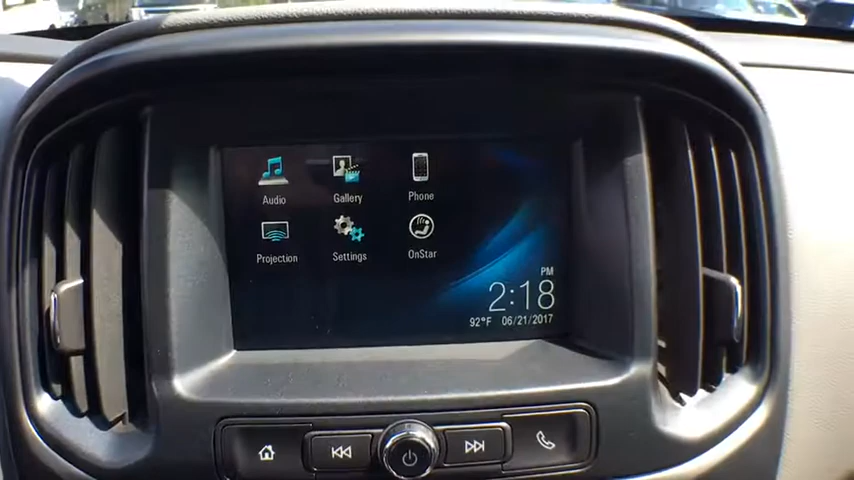 Audio Gallery Phone
Projection Settings OnStar
PM
2:18
92°F 06/21/2017